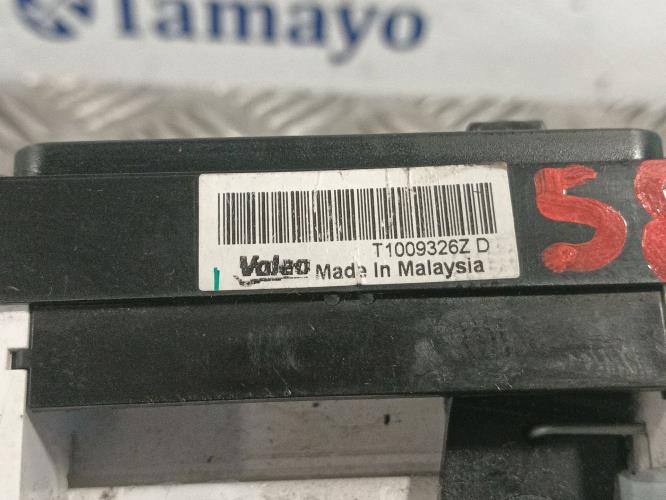 Tamayo
T1009326Z D
Valeo Made In Malaysia
58